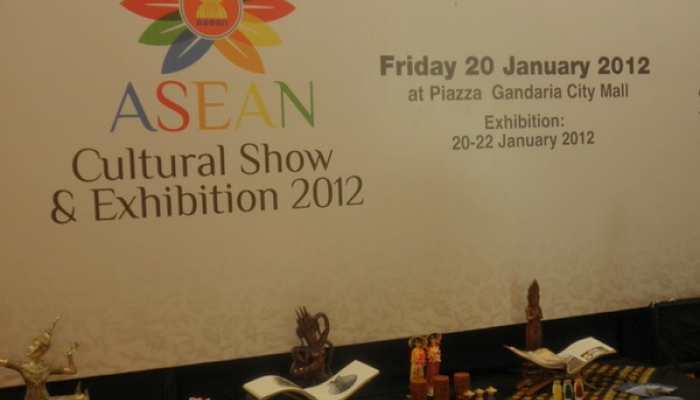 asean
ASEAN
Cultural Show
& Exhibition 2012
Friday 20 January 2012
at Piazza Gandaria City Mall
Exhibition:
20-22 January 2012